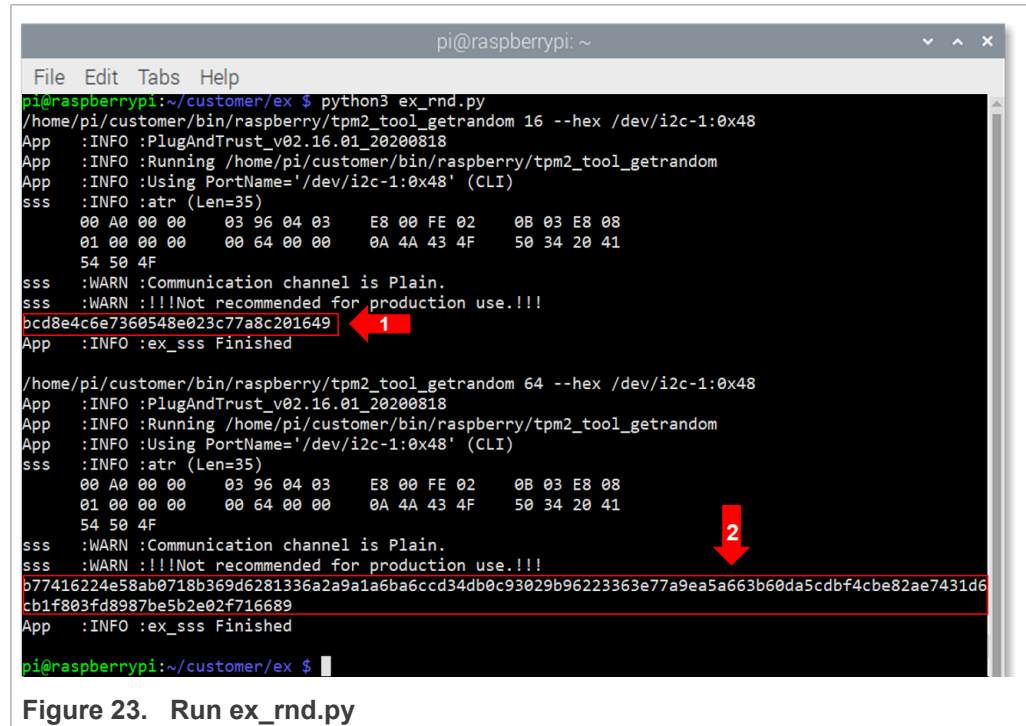 pi@raspberrypi: ~
File Edit Tabs Help
pi@raspberrypi:~/customer/ex $ python3 ex_rnd.py
/home/pi/customer/bin/raspberry/tpm2_tool_getrandom 16 --hex /dev/i2c-1:0x48
App :INFO :PlugAndTrust_v02.16.01_20200818
App :INFO :Running /home/pi/customer/bin/raspberry/tpm2_tool_getrandom
App :INFO :Using PortName='/dev/i2c-1:0x48' (CLI)
sss :INFO :atr (Len=35)
00 A0 00 00 03 96 04 03 E8 00 FE 02 0B 03 E8 08
01 00 00 00 00 64 00 00 0A 4A 43 4F 50 34 20 41
54 50 4F
sss :WARN :Communication channel is Plain.
sss :WARN :!!!Not recommended for production use.!!!
bcd8e4c6e7360548e023c77a8c201649 1
App :INFO :ex_sss Finished
/home/pi/customer/bin/raspberry/tpm2_tool_getrandom 64 --hex /dev/i2c-1:0x48
App :INFO :PlugAndTrust_v02.16.01_20200818
App :INFO :Running /home/pi/customer/bin/raspberry/tpm2_tool_getrandom
App :INFO :Using PortName='/dev/i2c-1:0x48' (CLI)
sss :INFO :atr (Len=35)
00 A0 00 00 03 96 04 03 E8 00 FE 02 0B 03 E8 08
01 00 00 00 00 64 00 00 0A 4A 43 4F 50 34 20 41
54 50 4F
2
sss :WARN :Communication channel is Plain.
sss :WARN :!!!Not recommended for production use.!!!
b77416224e58ab0718b369d6281336a2a9a1a6ba6ccd34db0c93029b96223363e77a9ea5a663b60da5cdbf4cbe82ae7431d6
cb1f803fd8987be5b2e02f716689
App :INFO :ex_sss Finished
pi@raspberrypi:~/customer/ex $
Figure 23. Run ex_rnd.py